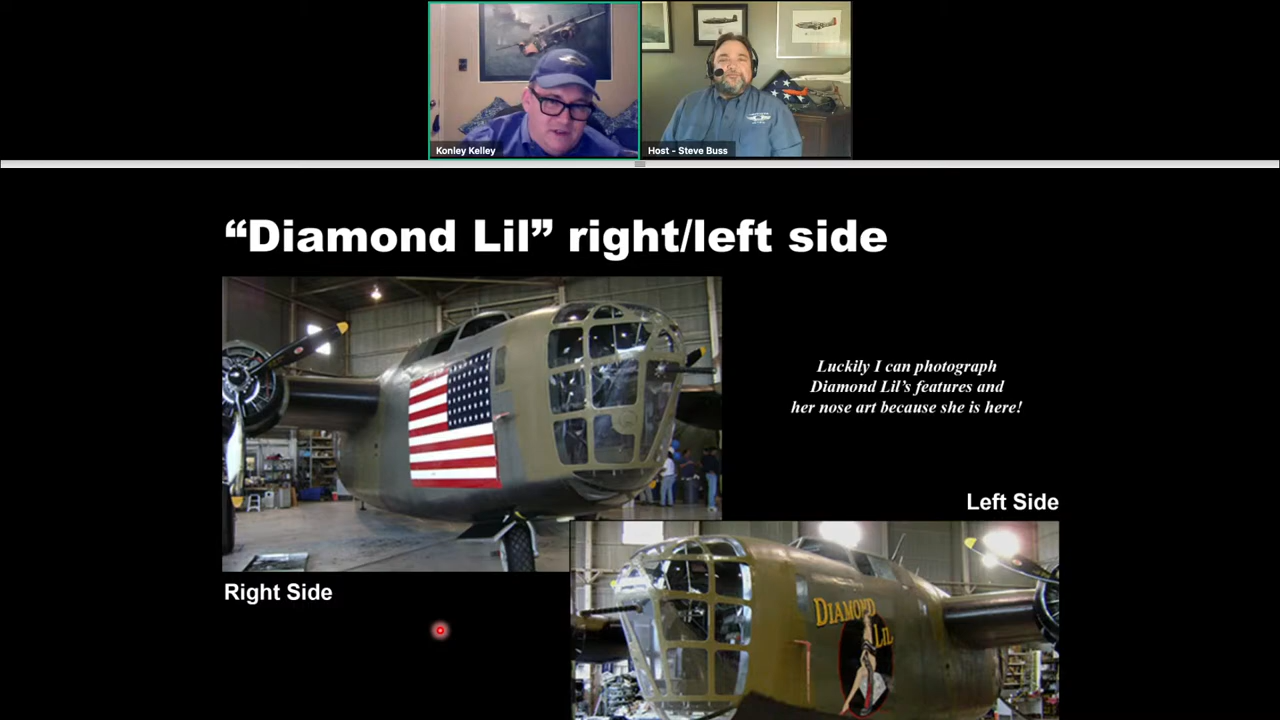 Konley Kelley
Host - Steve Buss
“Diamond Lil” right/left side
Luckily I can photograph
Diamond Lil’s features and
her nose art because she is here!
Left Side
Right Side
DIAMOND
LIL